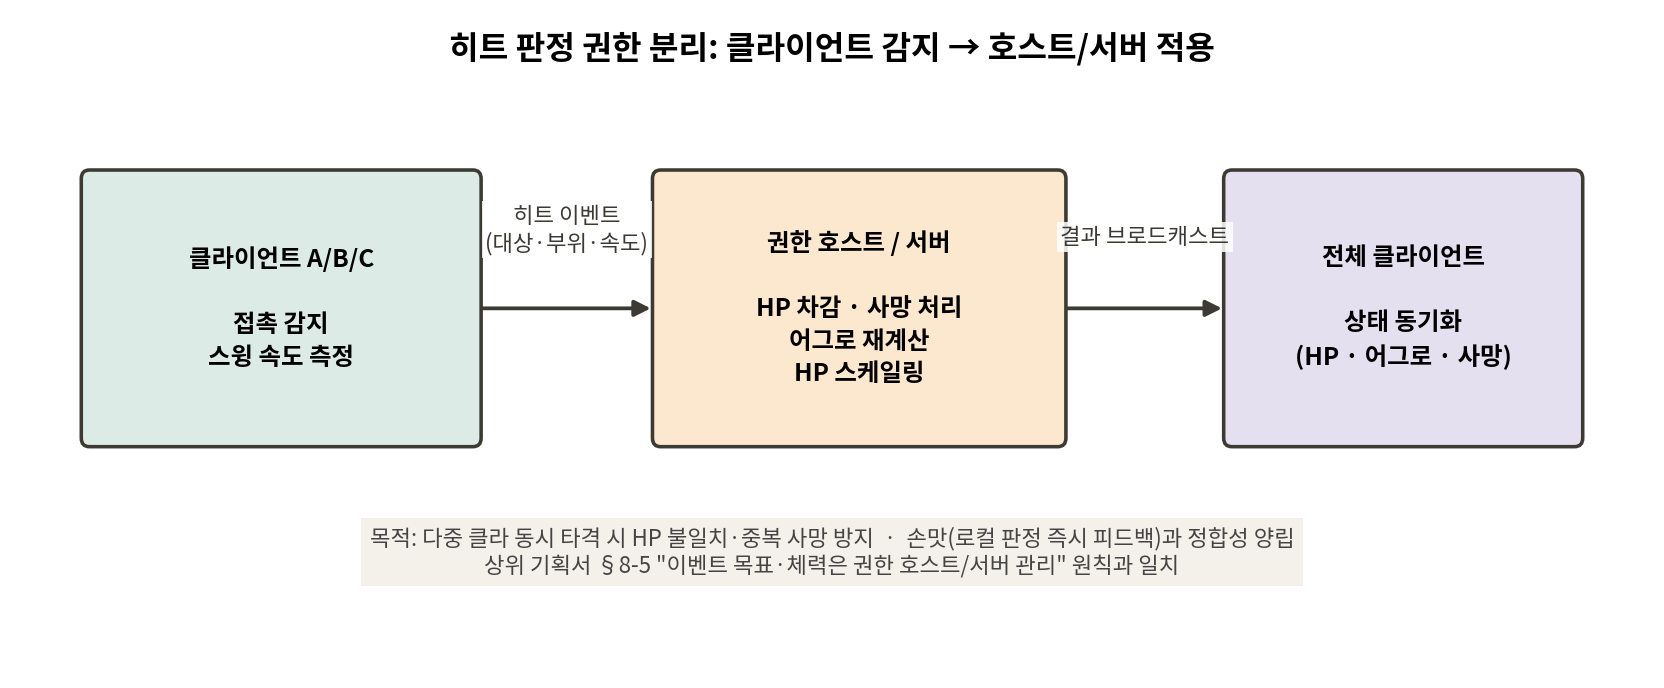 히트 판정 권한 분리: 클라이언트 감지 → 호스트/서버 적용
클라이언트 A/B/C
접촉 감지
스윙 속도 측정
히트 이벤트
(대상·부위·속도)
권한 호스트 / 서버
HP 차감 · 사망 처리
어그로 재계산
HP 스케일링
결과 브로드캐스트
전체 클라이언트
상태 동기화
(HP · 어그로 · 사망)
목적: 다중 클라 동시 타격 시 HP 불일치·중복 사망 방지 · 손맛(로컬 판정 즉시 피드백)과 정합성 양립
상위 기획서 §8-5 "이벤트 목표·체력은 권한 호스트/서버 관리" 원칙과 일치